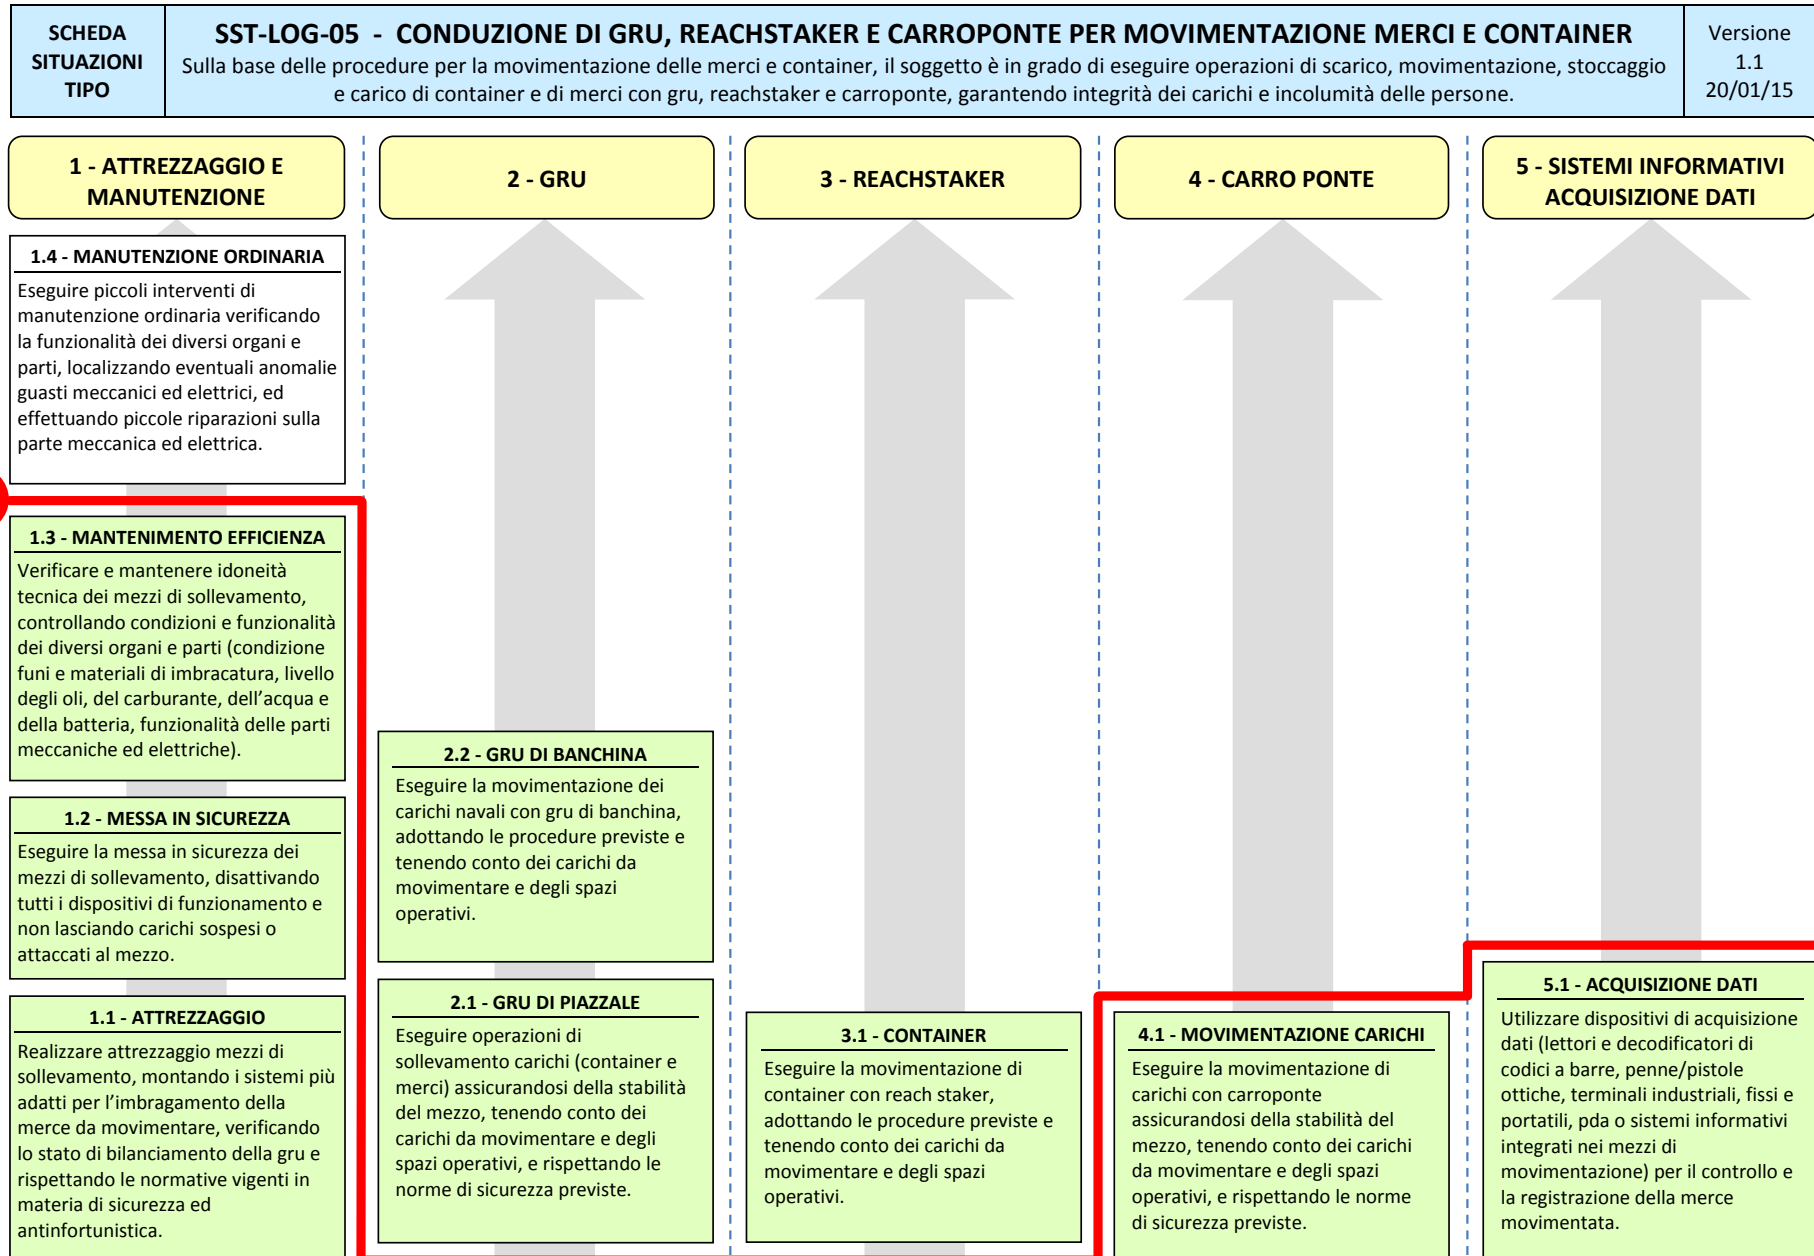 SCHEDA
SITUAZIONI
TIPO
SST-LOG-05 - CONDUZIONE DI GRU, REACHSTAKER E CARROPONTE PER MOVIMENTAZIONE MERCI E CONTAINER
Sulla base delle procedure per la movimentazione delle merci e container, il soggetto è in grado di eseguire operazioni di scarico, movimentazione, stoccaggio
e carico di container e di merci con gru, reachstaker e carroponte, garantendo integrità dei carichi e incolumità delle persone.
Versione
1.1
20/01/15
1 - ATTREZZAGGIO E
MANUTENZIONE
1.4 - MANUTENZIONE ORDINARIA
Eseguire piccoli interventi di
manutenzione ordinaria verificando
la funzionalità dei diversi organi e
parti, localizzando eventuali anomalie
guasti meccanici ed elettrici, ed
effettuando piccole riparazioni sulla
parte meccanica ed elettrica.
1.3 - MANTENIMENTO EFFICIENZA
Verificare e mantenere idoneità
tecnica dei mezzi di sollevamento,
controllando condizioni e funzionalità
dei diversi organi e parti (condizione
funi e materiali di imbracatura, livello
degli oli, del carburante, dell'acqua e
della batteria, funzionalità delle parti
meccaniche ed elettriche).
1.2 - MESSA IN SICUREZZA
Eseguire la messa in sicurezza dei
mezzi di sollevamento, disattivando
tutti i dispositivi di funzionamento e
non lasciando carichi sospesi o
attaccati al mezzo.
1.1 - ATTREZZAGGIO
Realizzare attrezzaggio mezzi di
sollevamento, montando i sistemi più
adatti per l'imbragamento della
merce da movimentare, verificando
lo stato di bilanciamento della gru e
rispettando le normative vigenti in
materia di sicurezza ed
antinfortunistica.
2 - GRU
2.2 - GRU DI BANCHINA
Eseguire la movimentazione dei
carichi navali con gru di banchina,
adottando le procedure previste e
tenendo conto dei carichi da
movimentare e degli spazi
operativi.
2.1 - GRU DI PIAZZALE
Eseguire operazioni di
sollevamento carichi (container e
merci) assicurandosi della stabilità
del mezzo, tenendo conto dei
carichi da movimentare e degli
spazi operativi, e rispettando le
norme di sicurezza previste.
3 - REACHSTAKER
3.1 - CONTAINER
Eseguire la movimentazione di
container con reach staker,
adottando le procedure previste e
tenendo conto dei carichi da
movimentare e degli spazi
operativi.
4 - CARRO PONTE
4.1 - MOVIMENTAZIONE CARICHI
Eseguire la movimentazione di
carichi con carroponte
assicurandosi della stabilità del
mezzo, tenendo conto dei carichi
da movimentare e degli spazi
operativi, e rispettando le norme
di sicurezza previste.
5 - SISTEMI INFORMATIVI
ACQUISIZIONE DATI
5.1 - ACQUISIZIONE DATI
Utilizzare dispositivi di acquisizione
dati (lettori e decodificatori di
codici a barre, penne/pistole
ottiche, terminali industriali, fissi e
portatili, pda o sistemi informativi
integrati nei mezzi di
movimentazione) per il controllo e
la registrazione della merce
movimentata.